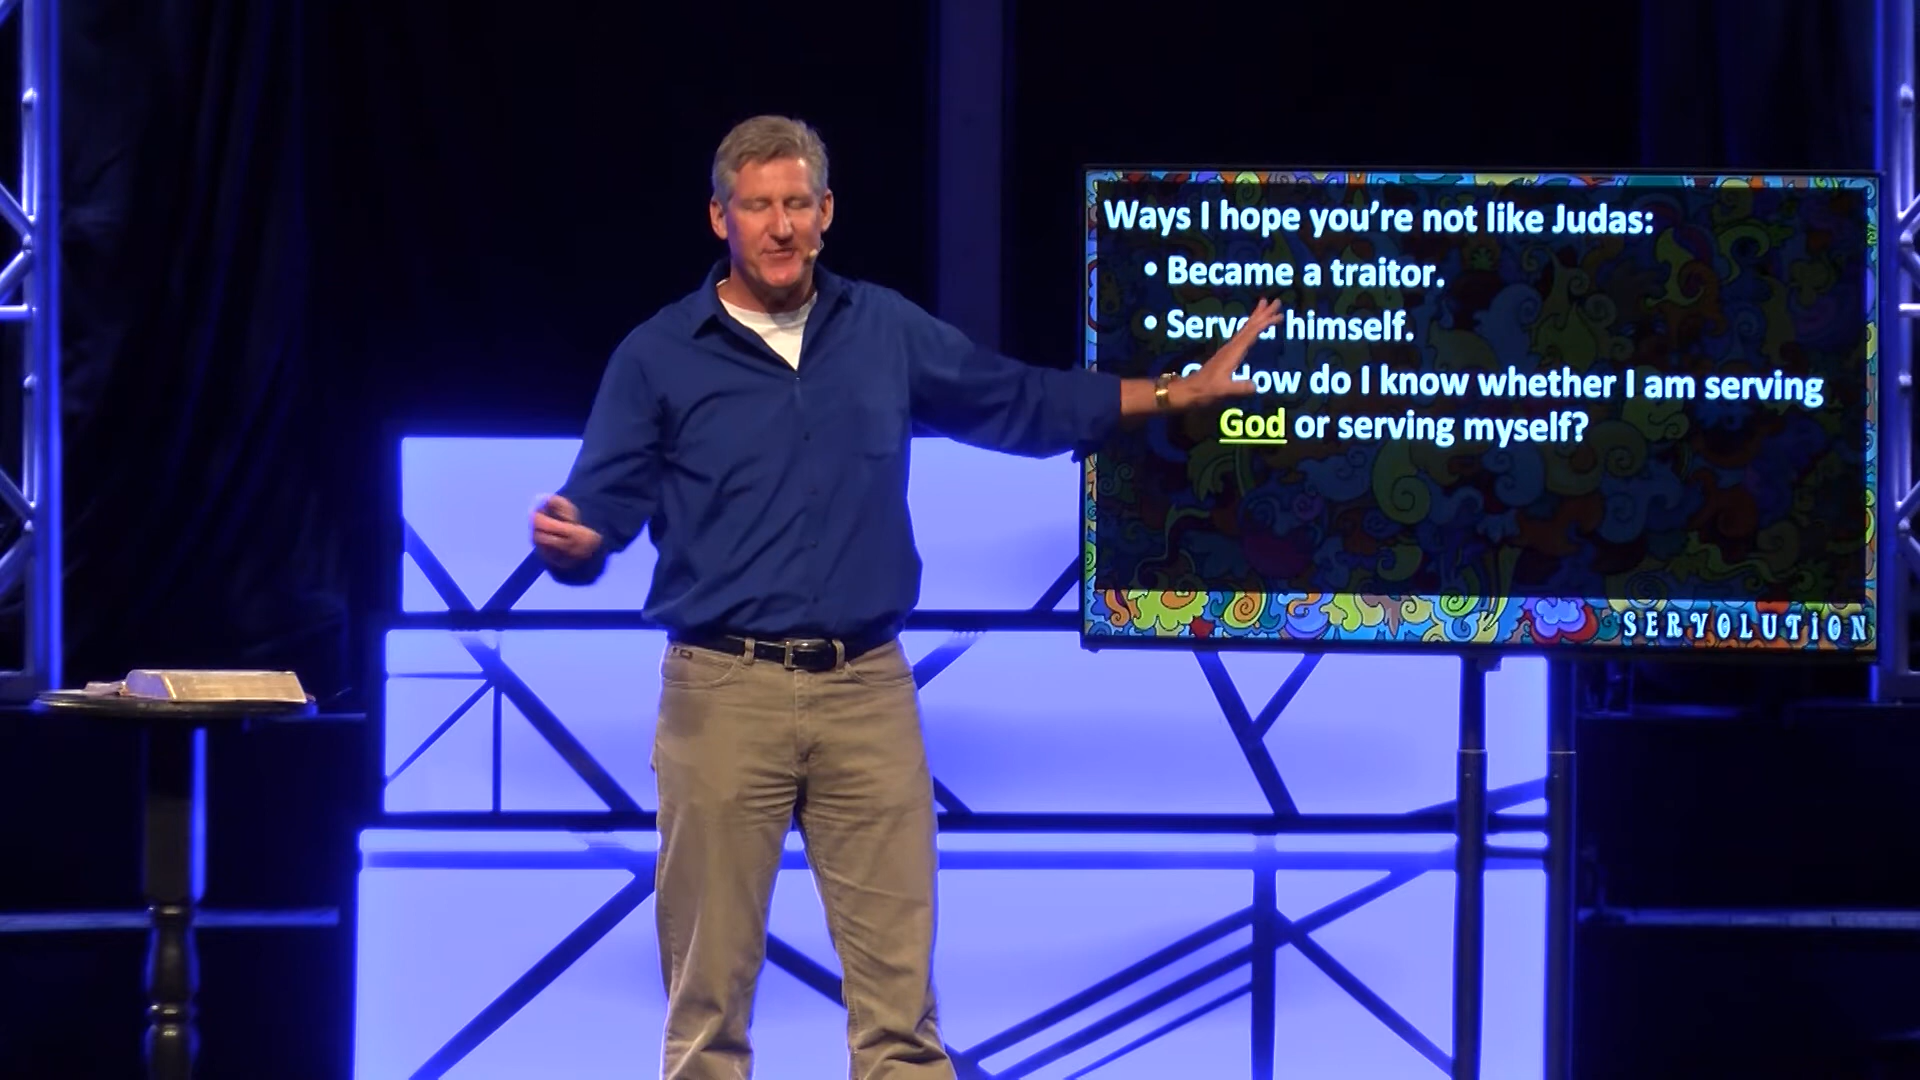 Ways I hope you're not like Judas:
• Became a traitor.
• Served himself.
How do I know whether I am serving
God or serving myself?
SERVOLUTION